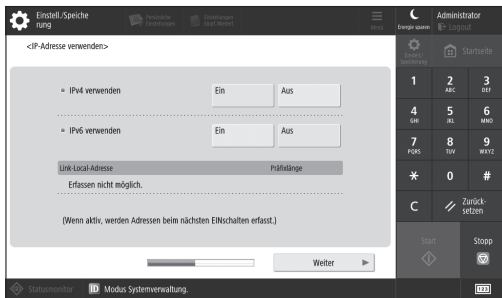 Einstell./Speiche
rung
Persönliche
Einstellungen
Einstellungen
Menü
Energie sparen
Administrator
Logout
<IP-Adresse verwenden>
Startseite
IPv4 verwenden
Ein
Aus
IPv6 verwenden
Ein
Aus
Link-Local-Adresse
Präfixlänge
Erfassen nicht möglich.
(Wenn aktiv, werden Adressen beim nächsten EINschalten erfasst.)
Weiter
1
2
ABC
3
DEF
4
GHI
5
JKL
6
MNO
7
PQRS
8
TUV
9
WXYZ
0
#
C
Zurück-
setzen
Start
Stopp
Statusmonitor
ID Modus Systemverwaltung.
123